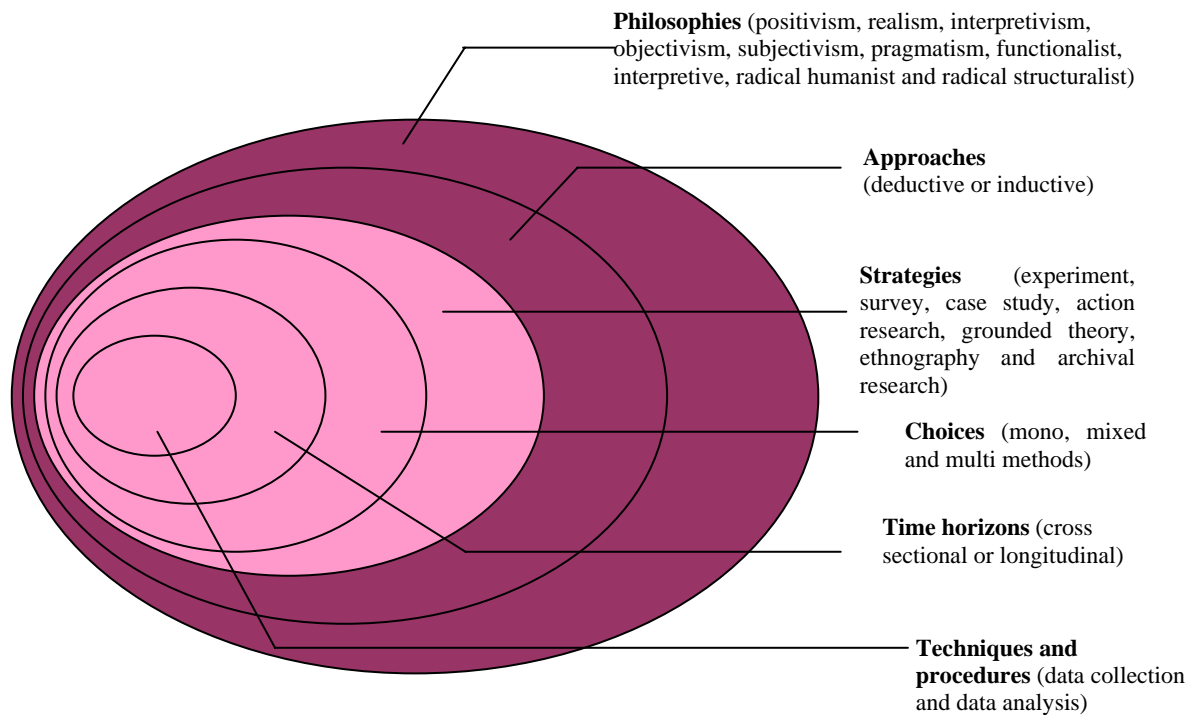 Philosophies (positivism, realism, interpretivism,
objectivism, subjectivism, pragmatism, functionalist,
interpretive, radical humanist and radical structuralist)
Approaches
(deductive or inductive)
Strategies (experiment,
survey, case study, action
research, grounded theory,
ethnography and archival
research)
Choices (mono, mixed
and multi methods)
Time horizons (cross
sectional or longitudinal)
Techniques and
procedures (data collection
and data analysis)